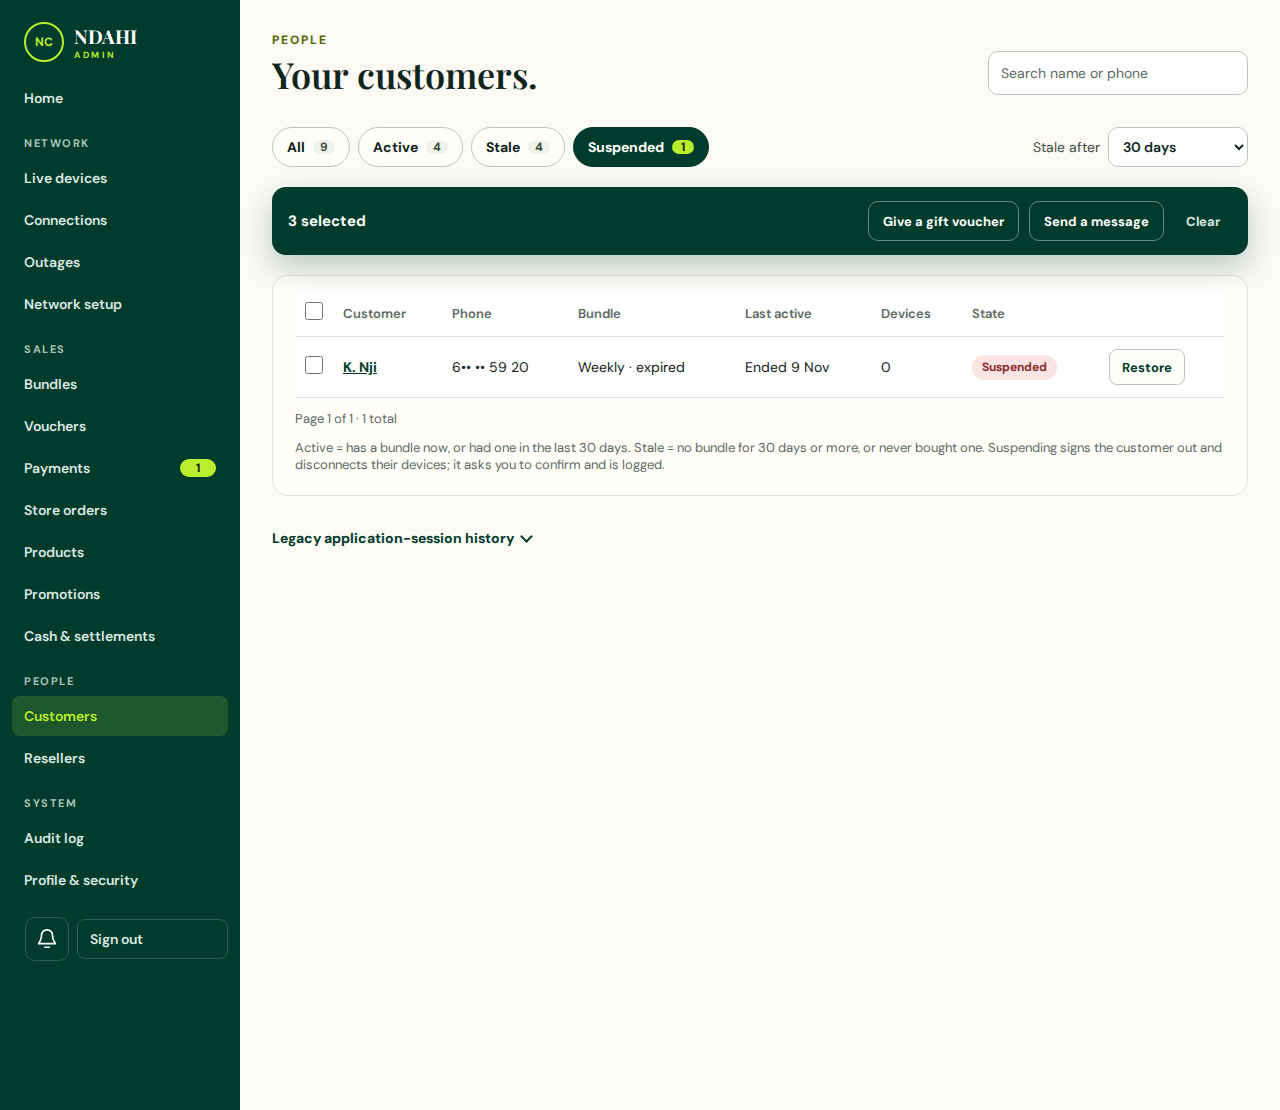 NC
NDAHI
ADMIN
Home
NETWORK
Live devices
Connections
Outages
Network setup
SALES
Bundles
Vouchers
Payments 1
Store orders
Products
Promotions
Cash & settlements
PEOPLE
Customers
Resellers
SYSTEM
Audit log
Profile & security
Sign out
PEOPLE
Your customers.
Search name or phone
All 9 Active 4 Stale 4 Suspended 1
Stale after 30 days
3 selected Give a gift voucher Send a message Clear
Customer Phone Bundle Last active Devices State
K. Nji 6•• •• 59 20 Weekly · expired Ended 9 Nov 0 Suspended Restore
Page 1 of 1 · 1 total
Active = has a bundle now, or had one in the last 30 days. Stale = no bundle for 30 days or more, or never bought one. Suspending signs the customer out and
disconnects their devices; it asks you to confirm and is logged.
Legacy application-session history